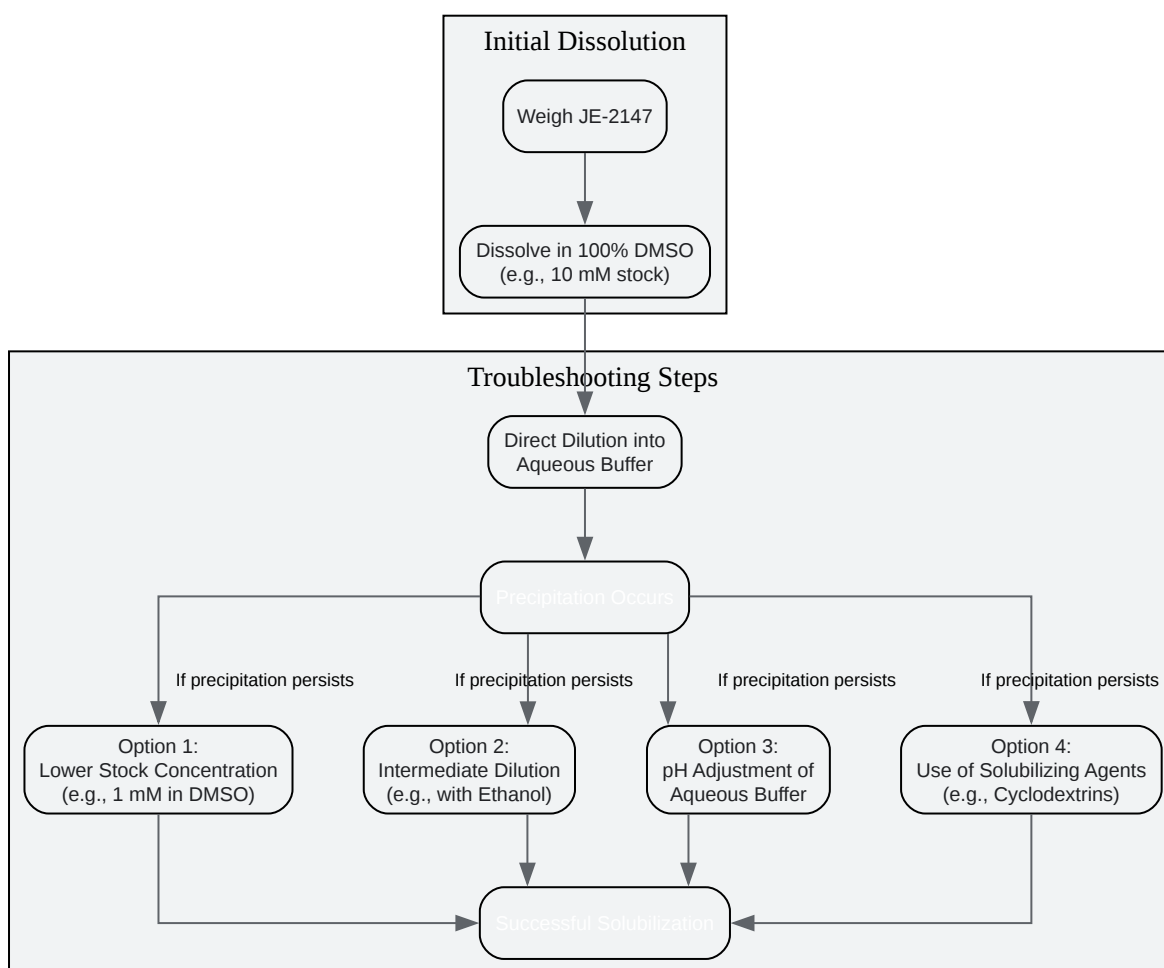 Initial Dissolution
Weigh JE-2147
Dissolve in 100% DMSO
(e.g., 10 mM stock)
Troubleshooting Steps
Direct Dilution into
Aqueous Buffer
Precipitation Occurs
If precipitation persists
If precipitation persists
If precipitation persists
If precipitation persists
Option 1:
Lower Stock Concentration
(e.g., 1 mM in DMSO)
Option 2:
Intermediate Dilution
(e.g., with Ethanol)
Option 3:
pH Adjustment of
Aqueous Buffer
Option 4:
Use of Solubilizing Agents
(e.g., Cyclodextrins)
Successful Solubilization